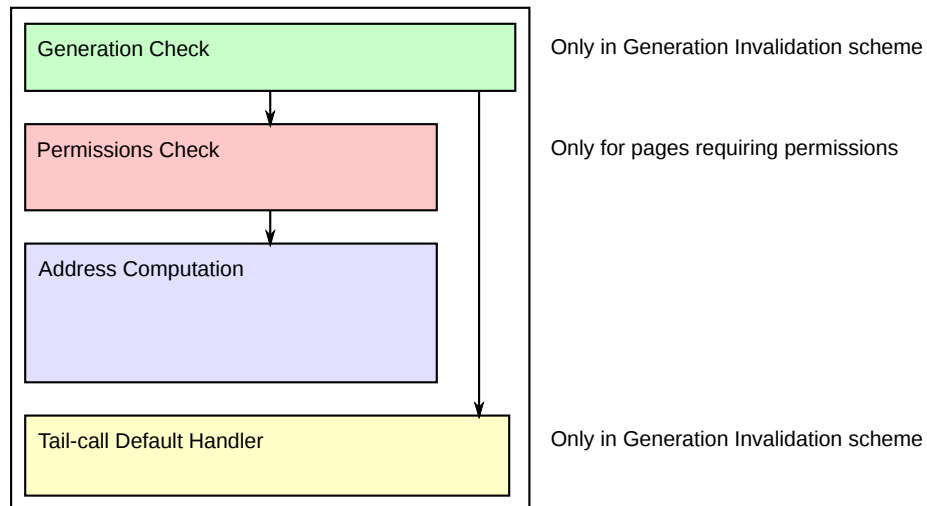 Generation Check
Only in Generation Invalidation scheme
Permissions Check
Only for pages requiring permissions
Address Computation
Tail-call Default Handler
Only in Generation Invalidation scheme